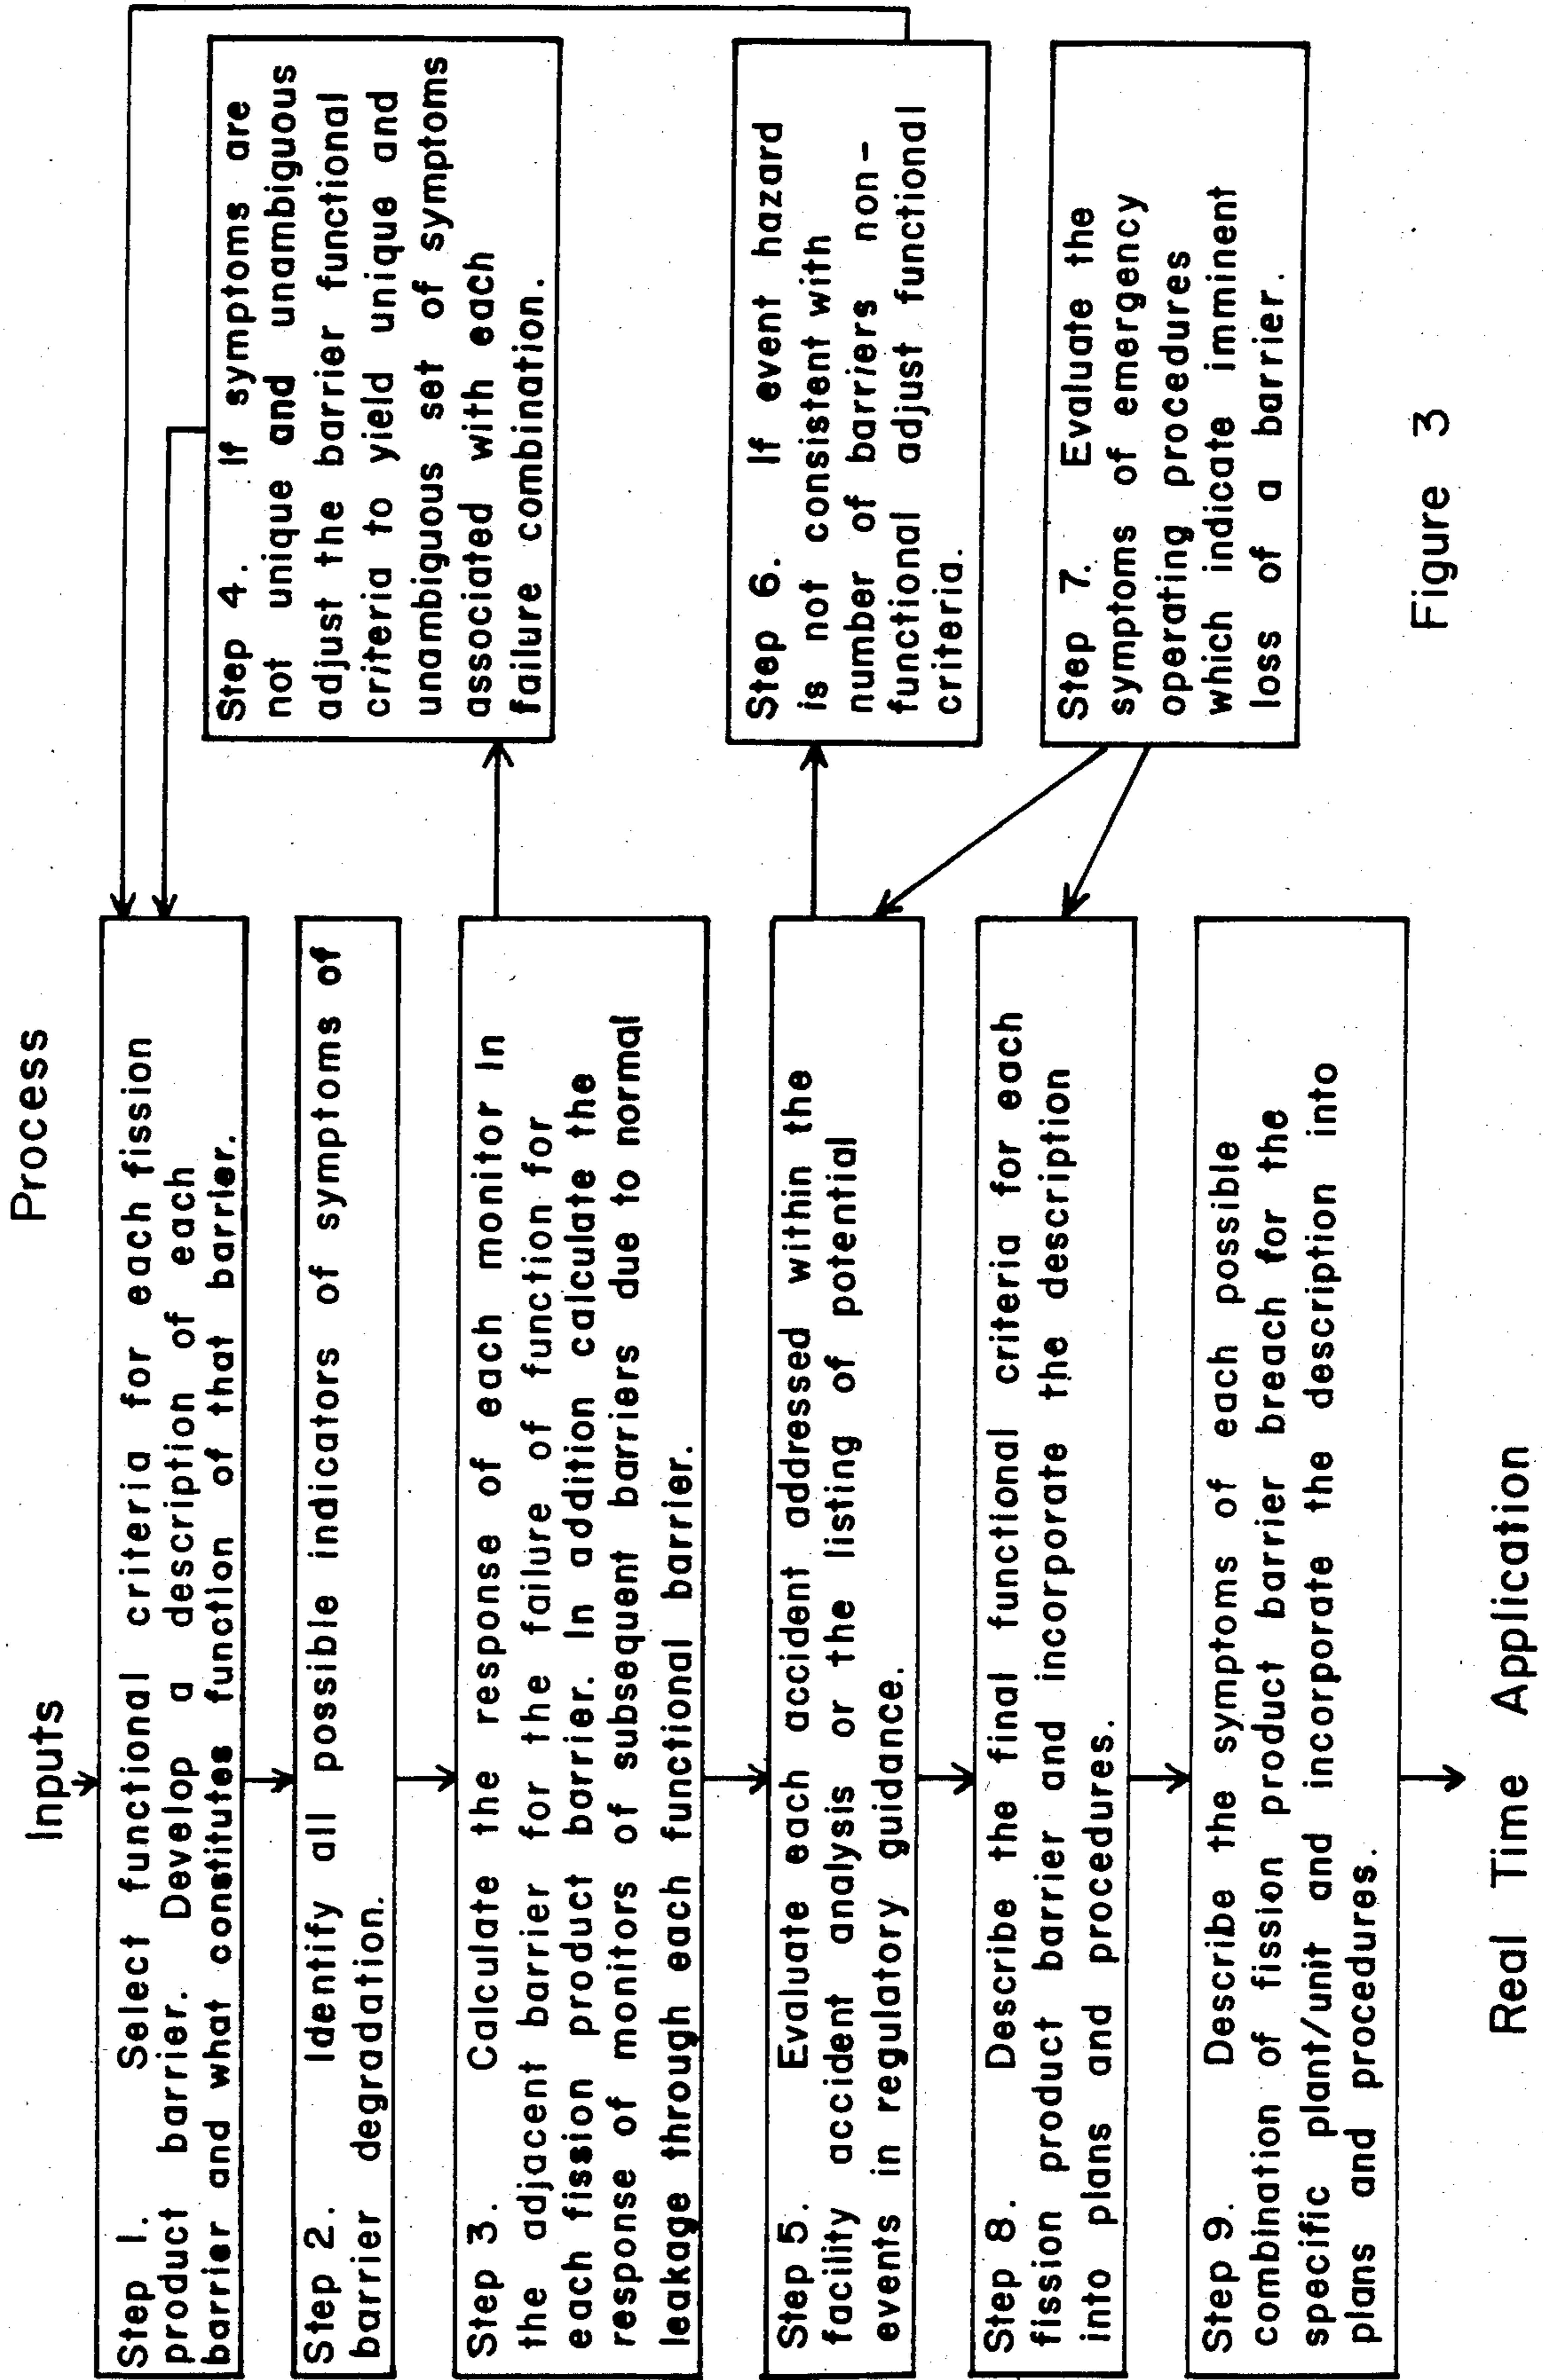 Process
Inputs
Step 1. Select functional criteria for each fission
product barrier. Develop a description of each
barrier and what constitutes function of that barrier.
Step 2. Identify all possible indicators of symptoms of
barrier degradation.
Step 3. Calculate the response of each monitor in
the adjacent barrier for the failure of function for
each fission product barrier. In addition calculate the
response of monitors of subsequent barriers due to normal
leakage through each functional barrier.
Step 4. If symptoms are
not unique and unambiguous
adjust the barrier functional
criteria to yield unique and
unambiguous set of symptoms
associated with each
failure combination.
Step 5. Evaluate each accident addressed within the
facility accident analysis or the listing of potential
events in regulatory guidance.
Step 6. If event hazard
is not consistent with
number of barriers non-
functional adjust functional
criteria.
Step 7. Evaluate the
symptoms of emergency
operating procedures
which indicate imminent
loss of a barrier.
Step 8. Describe the final functional criteria for each
fission product barrier and incorporate the description
into plans and procedures.
Step 9. Describe the symptoms of each possible
combination of fission product barrier breach for the
specific plant/unit and incorporate the description into
plans and procedures.
Real Time Application
Figure 3